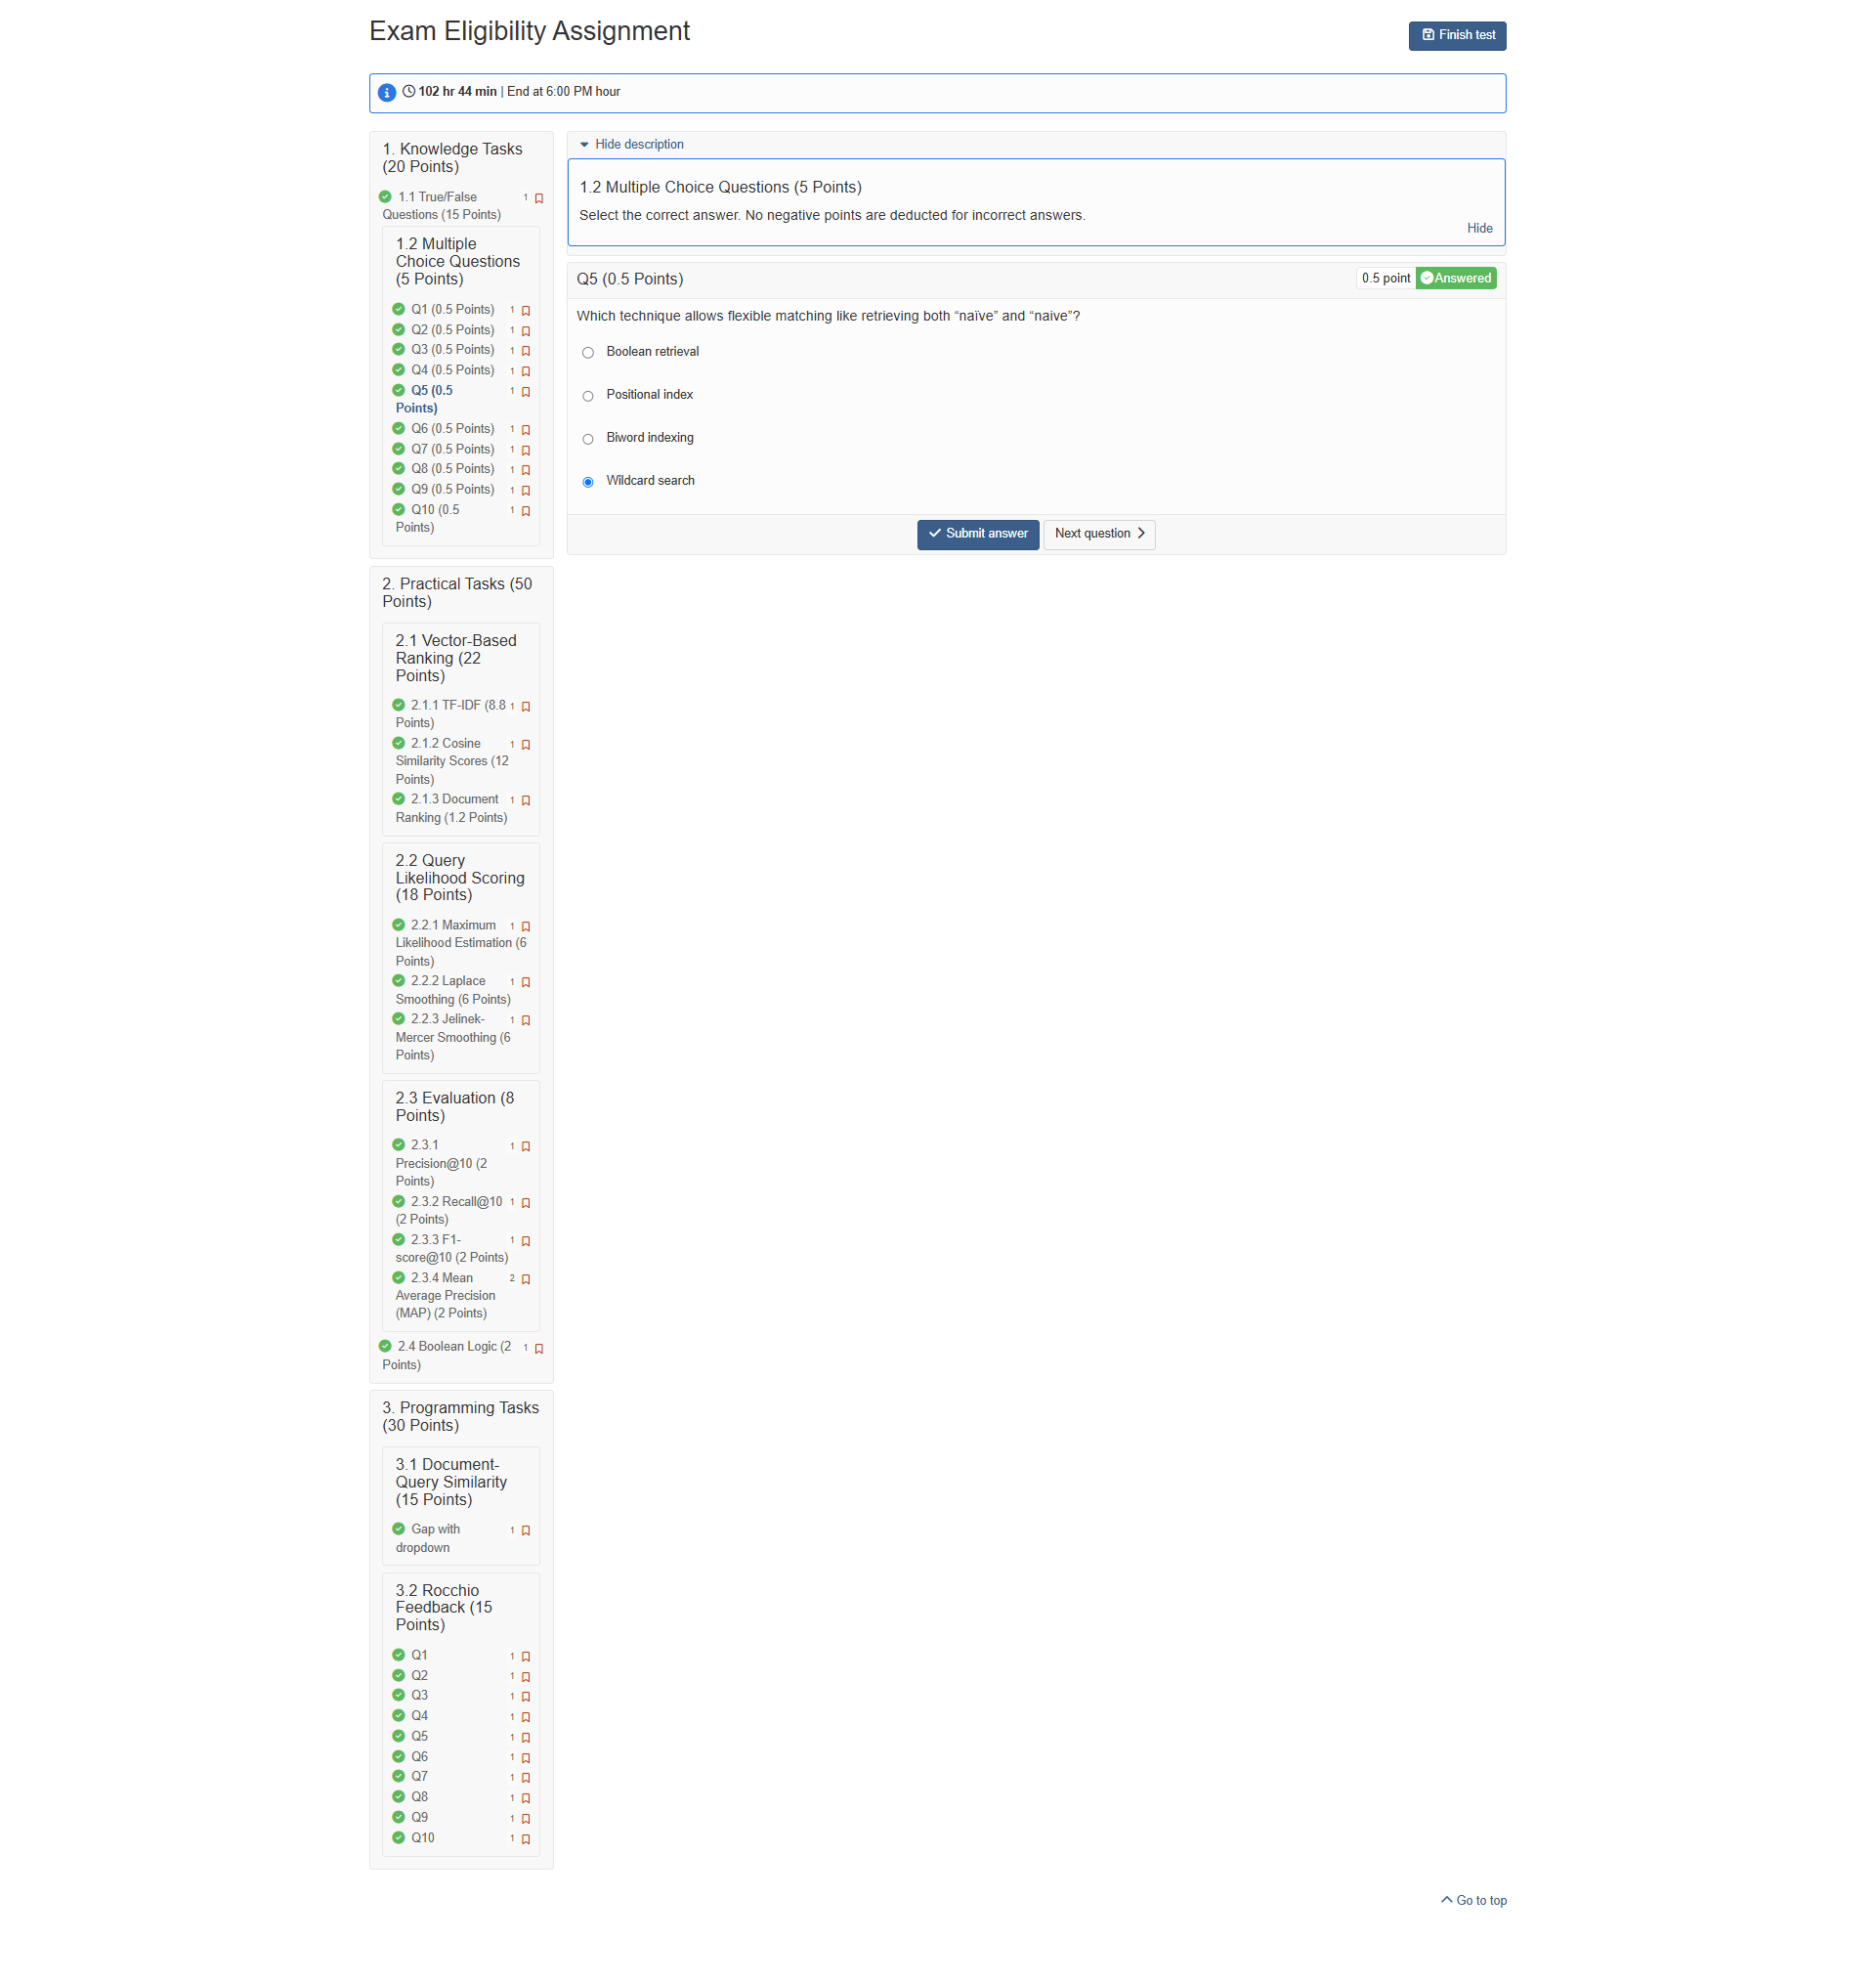 Exam Eligibility Assignment
Finish test
102 hr 44 min | End at 6:00 PM hour
1. Knowledge Tasks
(20 Points)
1.1 True/False 1
Questions (15 Points)
1.2 Multiple
Choice Questions
(5 Points)
Q1 (0.5 Points) 1
Q2 (0.5 Points) 1
Q3 (0.5 Points) 1
Q4 (0.5 Points) 1
Q5 (0.5 1
Points)
Q6 (0.5 Points) 1
Q7 (0.5 Points) 1
Q8 (0.5 Points) 1
Q9 (0.5 Points) 1
Q10 (0.5 1
Points)
2. Practical Tasks (50
Points)
2.1 Vector-Based
Ranking (22
Points)
2.1.1 TF-IDF (8.8 1
Points)
2.1.2 Cosine 1
Similarity Scores (12
Points)
2.1.3 Document 1
Ranking (1.2 Points)
2.2 Query
Likelihood Scoring
(18 Points)
2.2.1 Maximum 1
Likelihood Estimation (6
Points)
2.2.2 Laplace 1
Smoothing (6 Points)
2.2.3 Jelinek- 1
Mercer Smoothing (6
Points)
2.3 Evaluation (8
Points)
2.3.1 1
Precision@10 (2
Points)
2.3.2 Recall@10 1
(2 Points)
2.3.3 F1- 1
score@10 (2 Points)
2.3.4 Mean 2
Average Precision
(MAP) (2 Points)
2.4 Boolean Logic (2 1
Points)
3. Programming Tasks
(30 Points)
3.1 Document-
Query Similarity
(15 Points)
Gap with 1
dropdown
3.2 Rocchio
Feedback (15
Points)
Q1 1
Q2 1
Q3 1
Q4 1
Q5 1
Q6 1
Q7 1
Q8 1
Q9 1
Q10 1
Hide description
1.2 Multiple Choice Questions (5 Points)
Select the correct answer. No negative points are deducted for incorrect answers.
Hide
Q5 (0.5 Points)
0.5 point Answered
Which technique allows flexible matching like retrieving both “naïve” and “naive”?
Boolean retrieval
Positional index
Biword indexing
Wildcard search
Submit answer
Next question
Go to top